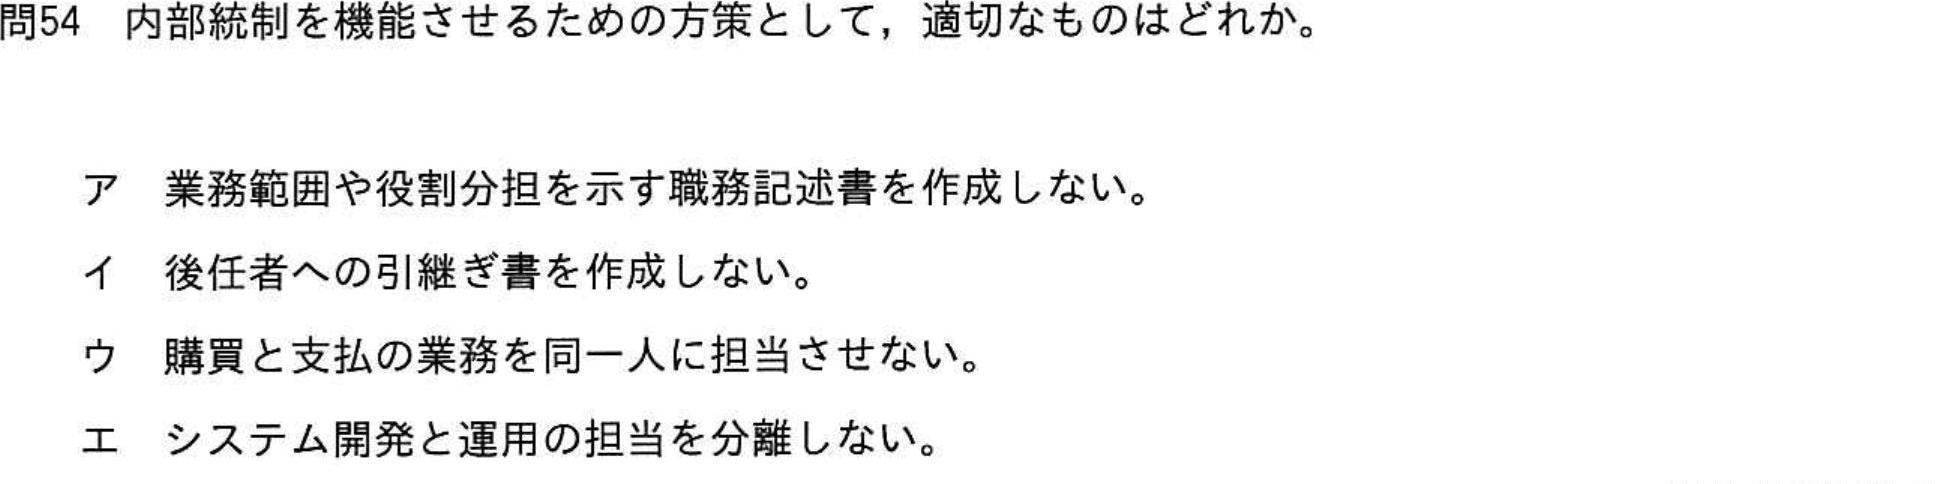 問54　内部統制を機能させるための方策として，適切なものはどれか。
ア　業務範囲や役割分担を示す職務記述書を作成しない。
イ　後任者への引継ぎ書を作成しない。
ウ　購買と支払の業務を同一人に担当させない。
エ　システム開発と運用の担当を分離しない。